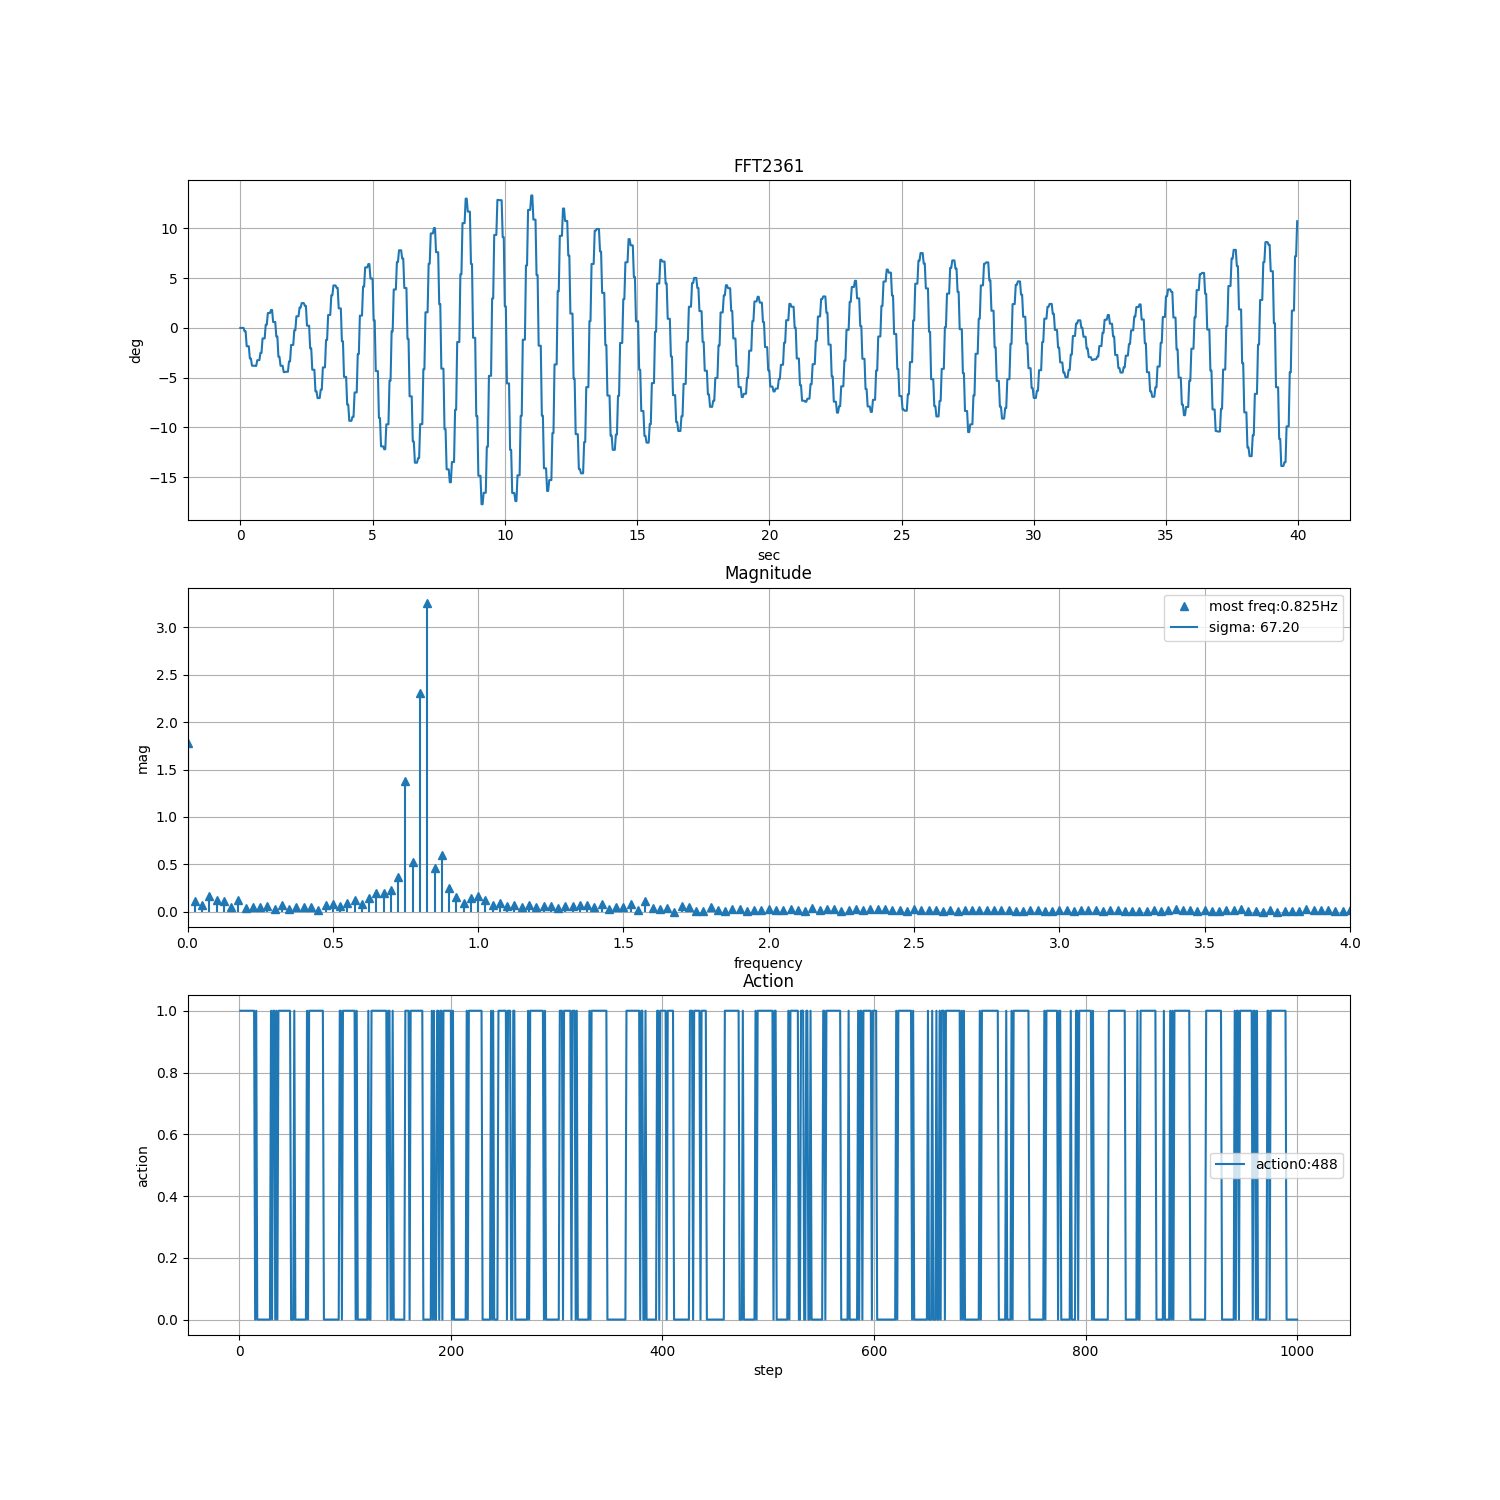 FFT2361
deg
10
5
0
−5
−10
−15
0 5 10 15 20 25 30 35 40
sec
Magnitude
mag
3.0
2.5
2.0
1.5
1.0
0.5
0.0
most freq:0.825Hz
sigma: 67.20
0.0 0.5 1.0 1.5 2.0 2.5 3.0 3.5 4.0
frequency
Action
action
1.0
0.8
0.6
0.4
0.2
0.0
action0:488
0 200 400 600 800 1000
step